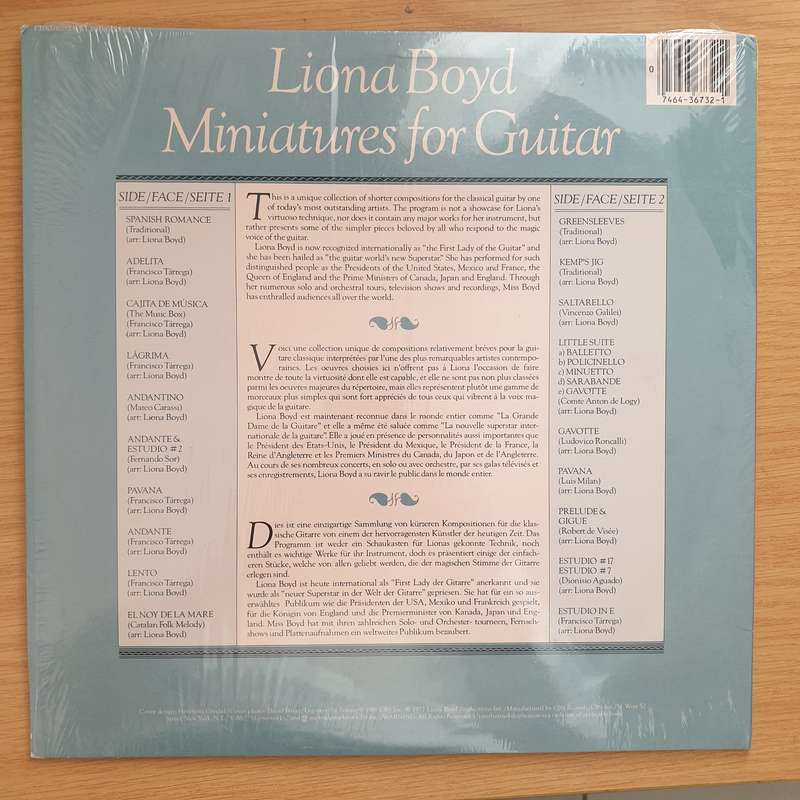 Liona Boyd
Miniatures for Guitar
0
7464-36732-1
SIDE/FACE/SEITE 1
SPANISH ROMANCE
(Traditional)
(arr: Liona Boyd)
ADELITA
(Francisco Tárrega)
(arr: Liona Boyd)
CAJITA DE MÚSICA
(The Music Box)
(Francisco Tárrega)
(arr: Liona Boyd)
LÁGRIMA
(Francisco Tárrega)
(arr: Liona Boyd)
ANDANTINO
(Mateo Carassi)
(arr: Liona Boyd)
ANDANTE &
ESTUDIO #2
(Fernando Sor)
(arr: Liona Boyd)
PAVANA
(Francisco Tárrega)
(arr: Liona Boyd)
ANDANTE
(Francisco Tárrega)
(arr: Liona Boyd)
LENTO
(Francisco Tárrega)
(arr: Liona Boyd)
EL NOY DE LA MARE
(Catalan Folk Melody)
(arr: Liona Boyd)
This is a unique collection of shorter compositions for the classical guitar by one
of today's most outstanding artists. The program is not a showcase for Liona's
virtuoso technique, nor does it contain any major works for her instrument, but
rather presents some of the simpler pieces beloved by all who respond to the magic
voice of the guitar.
Liona Boyd is now recognized internationally as "the First Lady of the Guitar" and
she has been hailed as "the guitar world's new Superstar." She has performed for such
distinguished people as the Presidents of the United States, Mexico and France, the
Queen of England and the Prime Ministers of Canada, Japan and England. Through
her numerous solo and orchestral tours, television shows and recordings, Miss Boyd
has enthralled audiences all over the world.
Voici une collection unique de compositions relativement brèves pour la gui-
tare classique interprétées par l'une des plus remarquables artistes contempo-
raines. Les oeuvres choisies ici n'offrent pas à Liona l'occasion de faire
montre de toute la virtuosité dont elle est capable, et elle ne sont pas non plus classées
parmi les oeuvres majeures du répertoire, mais elles représentent plutôt une gamme de
morceaux plus simples qui sont fort appréciés de tous ceux qui vibrent à la voix ma-
gique de la guitare.
Liona Boyd est maintenant reconnue dans le monde entier comme "La Grande
Dame de la Guitare" et elle a même été saluée comme "La nouvelle superstar inter-
nationale de la guitare". Elle a joué en présence de personalités aussi importantes que
le Président des Etats-Unis, le Président du Mexique, le Président de la France, la
Reine d'Angleterre et les Premiers Ministres du Canada, du Japon et de l'Angleterre.
Au cours de ses nombreux concerts, en solo ou avec orchestre, par ses galas télévisés et
ses enregistrements, Liona Boyd a su ravir le public dans le monde entier.
Dies ist eine einzigartige Sammlung von kürzeren Kompositionen für die klas-
sische Gitarre von einem der hervorragensten Künstler der heutigen Zeit. Das
Programm ist weder ein Schaukasten für Lionas gekonnte Technik, noch
enthält es wichtige Werke für ihr Instrument, doch es präsentiert einige der einfach-
eren Stücke, welche von allen geliebt werden, die der magischen Stimme der Gitarre
erlegen sind.
Liona Boyd ist heute international als "First Lady der Gitarre" anerkannt und sie
wurde als "neuer Superstar in der Welt der Gitarre" gepriesen. Sie hat für ein so aus-
erwähltes Publikum wie die Präsidenten der USA, Mexiko und Frankreich gespielt,
für die Königin von England und die Premierminister von Kanada, Japan und Eng-
land. Miss Boyd hat mit ihren zahlreichen Solo- und Orchester- tourneen, Fernseh-
shows und Plattenaufnahmen ein weltweites Publikum bezaubert.
SIDE/FACE/SEITE 2
GREENSLEEVES
(Traditional)
(arr: Liona Boyd)
KEMP'S JIG
(Traditional)
(arr: Liona Boyd)
SALTARELLO
(Vincenzo Galilei)
(arr: Liona Boyd)
LITTLE SUITE
a) BALLETTO
b) POLICINELLO
c) MINUETTO
d) SARABANDE
e) GAVOTTE
(Comte Anton de Logy)
(arr: Liona Boyd)
GAVOTTE
(Ludovico Roncalli)
(arr: Liona Boyd)
PAVANA
(Luis Milan)
(arr: Liona Boyd)
PRELUDE &
GIGUE
(Robert de Visée)
(arr: Liona Boyd)
ESTUDIO #17
ESTUDIO #7
(Dionisio Aguado)
(arr: Liona Boyd)
ESTUDIO IN E
(Francisco Tárrega)
(arr: Liona Boyd)